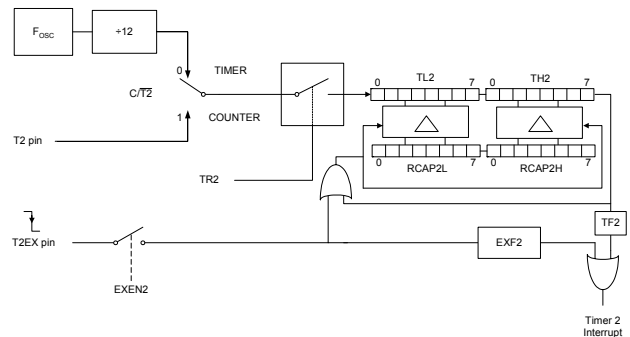 FOSC
÷12
TL2
TH2
0
7
0
7
0
TIMER
C/T2
1
COUNTER
T2 pin
0
7
0
7
RCAP2L
RCAP2H
TR2
TF2
T2EX pin
EXF2
EXEN2
Timer 2
Interrupt